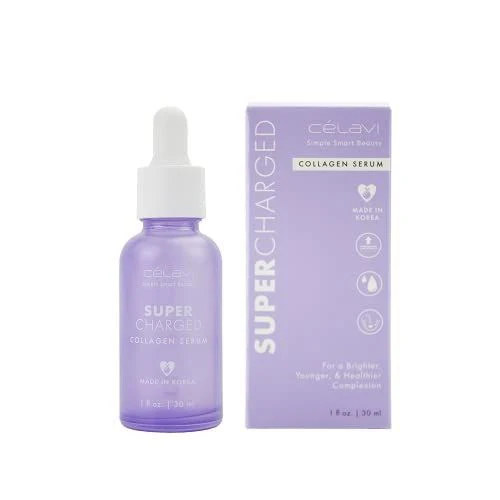 CÉLAVI
Simple Smart Beauty
SUPER
CHARGED
COLLAGEN SERUM
MADE IN KOREA
1 fl oz. | 30 ml
SUPERCHARGED
CÉLAVI
Simple Smart Beauty
COLLAGEN SERUM
MADE IN
KOREA
For a Brighter,
Younger, & Healthier
Complexion
1 fl oz. | 30 ml